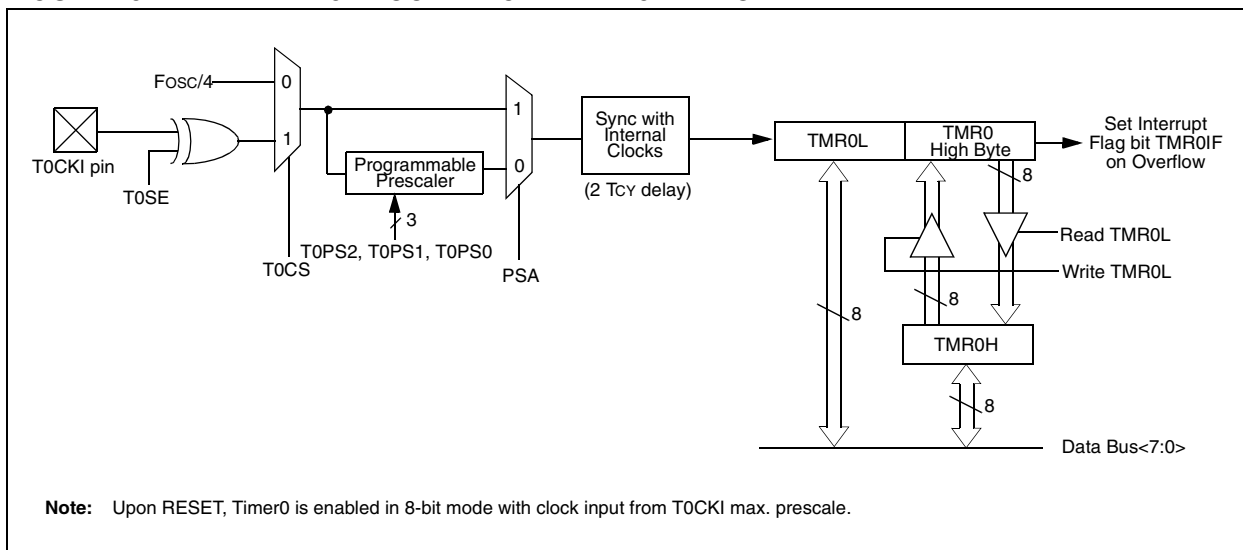 FOSC/4
0
1
T0CKI pin
T0SE
T0CS
Programmable
Prescaler
3
T0PS2, T0PS1, T0PS0
1
0
PSA
Sync with
Internal
Clocks
(2 TCY delay)
TMR0L
TMR0
High Byte
Set Interrupt
Flag bit TMR0IF
on Overflow
8
Read TMR0L
Write TMR0L
8
8
TMR0H
8
Data Bus<7:0>
Note: Upon RESET, Timer0 is enabled in 8-bit mode with clock input from T0CKI max. prescale.